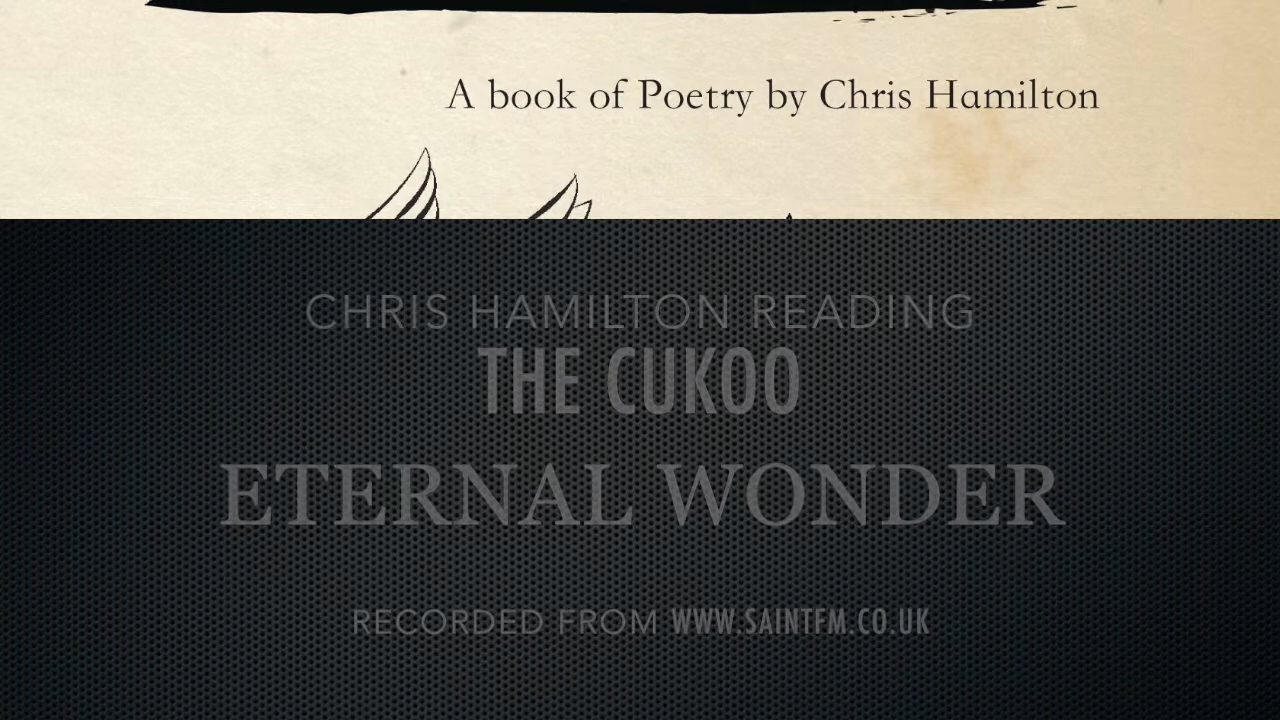 A book of Poetry by Chris Hamilton
CHRIS HAMILTON READING
THE CUKOO
ETERNAL WONDER
RECORDED FROM WWW.SAINTFM.CO.UK